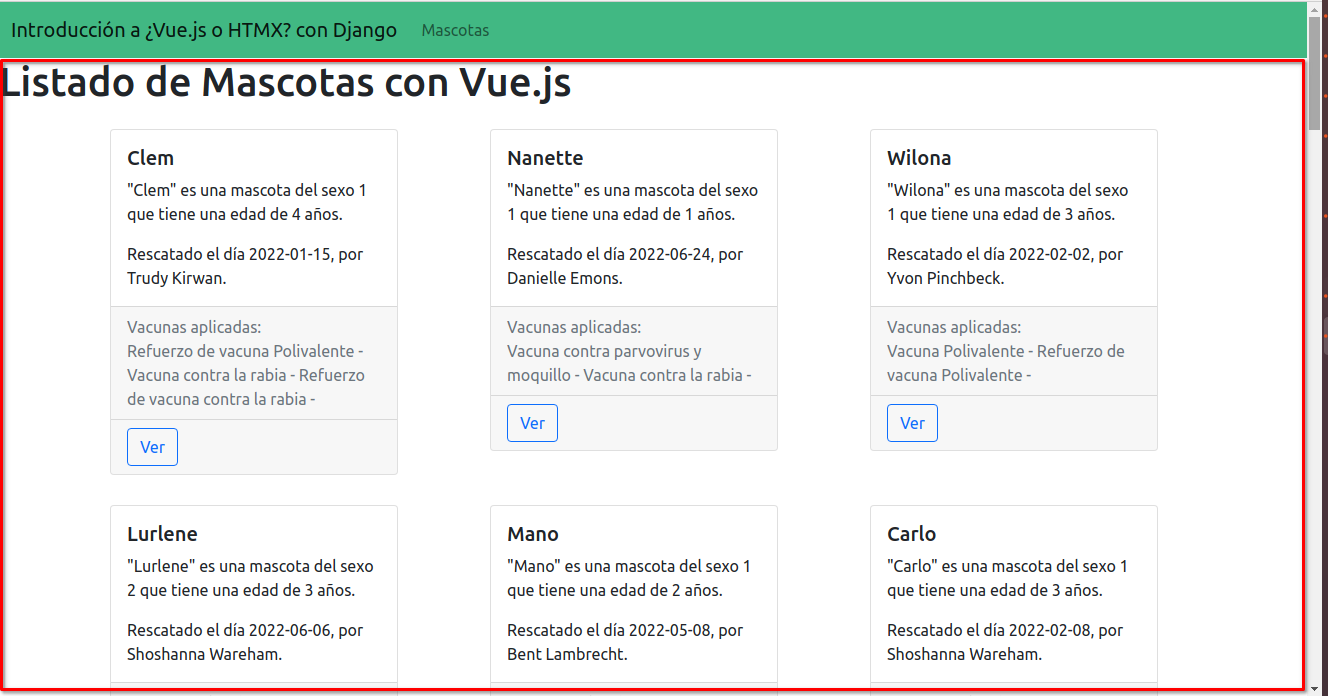 Introducción a ¿Vue.js o HTMX? con Django Mascotas
Listado de Mascotas con Vue.js
Clem
"Clem" es una mascota del sexo 1
que tiene una edad de 4 años.
Rescatado el día 2022-01-15, por
Trudy Kirwan.
Vacunas aplicadas:
Refuerzo de vacuna Polivalente -
Vacuna contra la rabia - Refuerzo
de vacuna contra la rabia -
Ver
Nanette
"Nanette" es una mascota del sexo
1 que tiene una edad de 1 años.
Rescatado el día 2022-06-24, por
Danielle Emons.
Vacunas aplicadas:
Vacuna contra parvovirus y
moquillo - Vacuna contra la rabia -
Ver
Wilona
"Wilona" es una mascota del sexo
1 que tiene una edad de 3 años.
Rescatado el día 2022-02-02, por
Yvon Pinchbeck.
Vacunas aplicadas:
Vacuna Polivalente - Refuerzo de
vacuna Polivalente -
Ver
Lurlene
"Lurlene" es una mascota del sexo
2 que tiene una edad de 3 años.
Rescatado el día 2022-06-06, por
Shoshanna Wareham.
Mano
"Mano" es una mascota del sexo 1
que tiene una edad de 2 años.
Rescatado el día 2022-05-08, por
Bent Lambrecht.
Carlo
"Carlo" es una mascota del sexo 1
que tiene una edad de 3 años.
Rescatado el día 2022-02-08, por
Shoshanna Wareham.